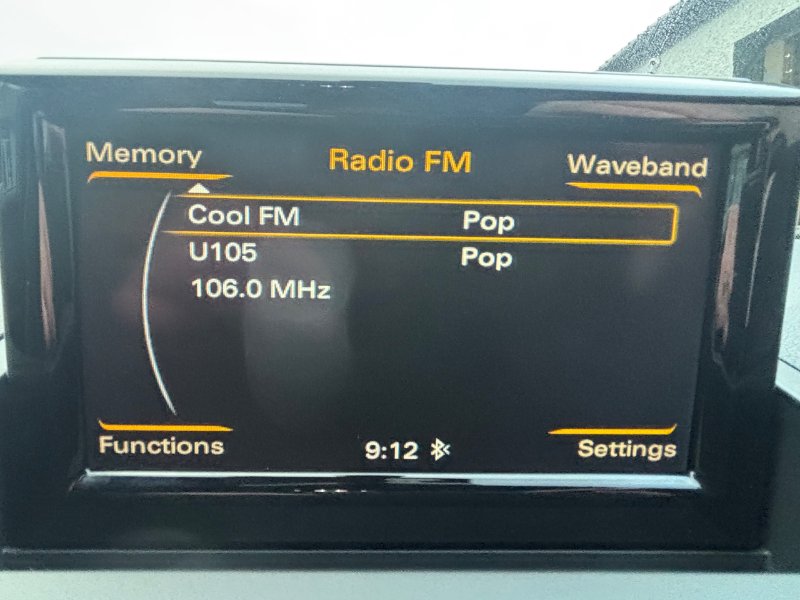 Memory Radio FM Waveband
Cool FM Pop
U105 Pop
106.0 MHz
Functions 9:12 Settings